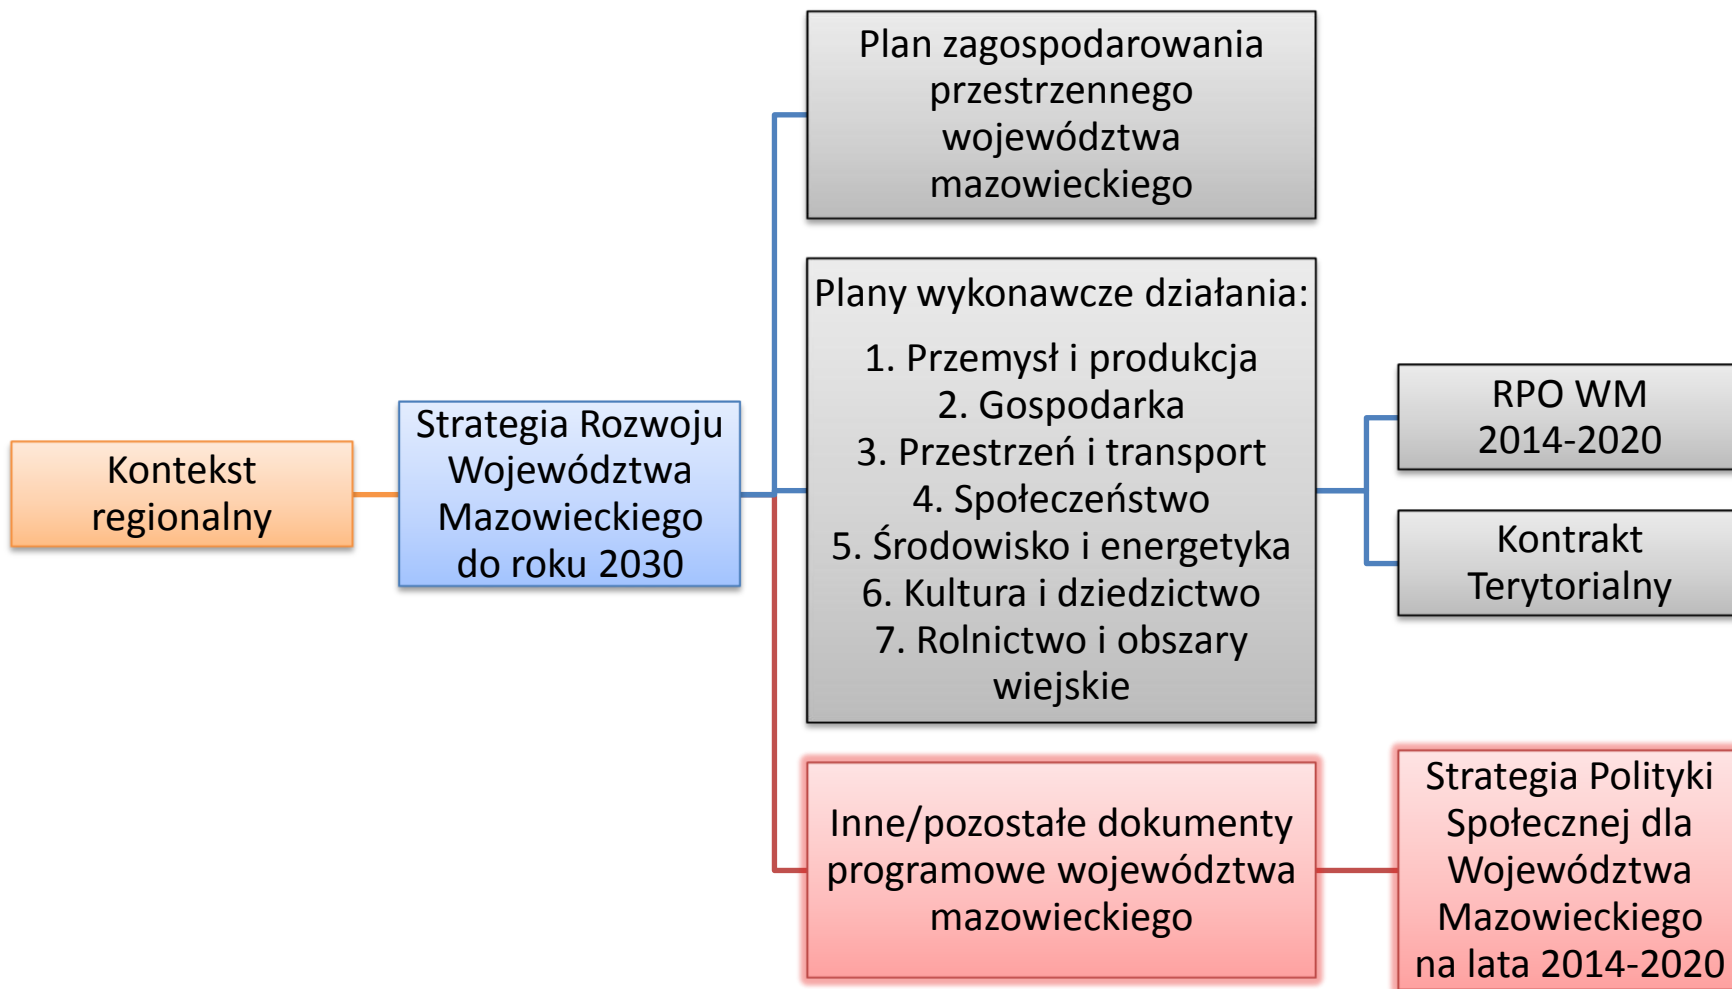 Kontekst
regionalny
Strategia Rozwoju
Województwa
Mazowieckiego
do roku 2030
Plan zagospodarowania
przestrzennego
województwa
mazowieckiego
Plany wykonawcze działania:
1. Przemysł i produkcja
2. Gospodarka
3. Przestrzeń i transport
4. Społeczeństwo
5. Środowisko i energetyka
6. Kultura i dziedzictwo
7. Rolnictwo i obszary
wiejskie
RPO WM
2014-2020
Kontrakt
Terytorialny
Inne/pozostałe dokumenty
programowe województwa
mazowieckiego
Strategia Polityki
Społecznej dla
Województwa
Mazowieckiego
na lata 2014-2020